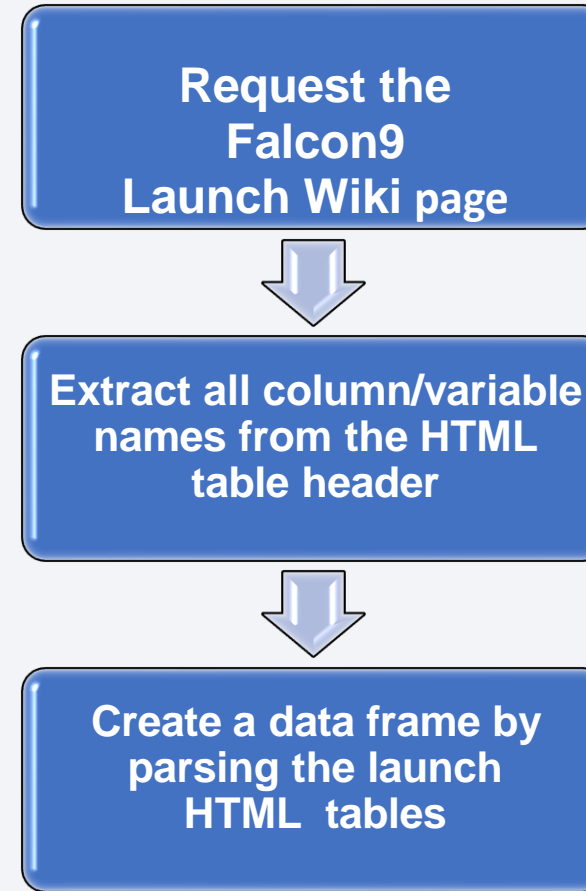 Request the
Falcon9
Launch Wiki page
Extract all column/variable
names from the HTML
table header
Create a data frame by
parsing the launch
HTML  tables